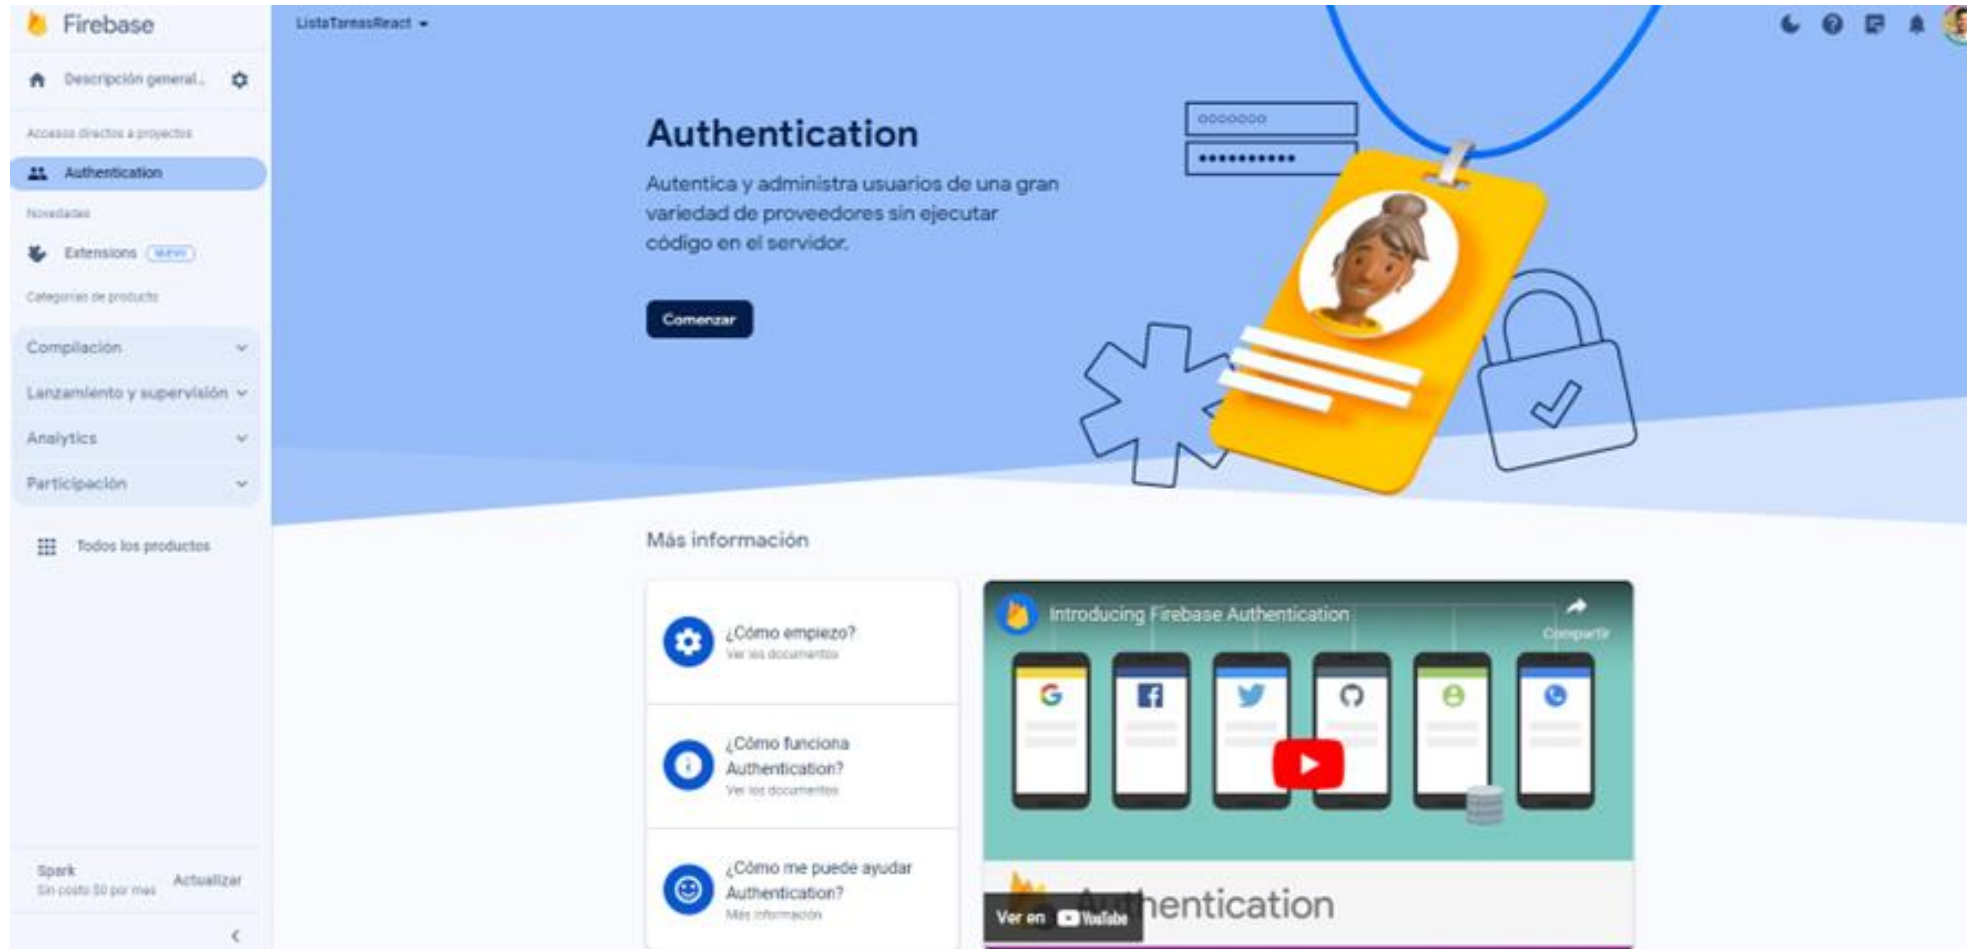 Firebase
ListaTareasReact
Descripción general...
Accesos directos a proyectos
Authentication
Novedades
Extensions NUEVO
Categorías de producto
Compilación
Lanzamiento y supervisión
Analytics
Participación
Todos los productos
Spark
Sin costo $0 por mes
Actualizar
Authentication
Autentica y administra usuarios de una gran
variedad de proveedores sin ejecutar
código en el servidor.
Comenzar
Más información
¿Cómo empiezo?
Ver los documentos
¿Cómo funciona
Authentication?
Ver los documentos
¿Cómo me puede ayudar
Authentication?
Más información
Introducing Firebase Authentication
Compartir
Authentication
Ver en YouTube